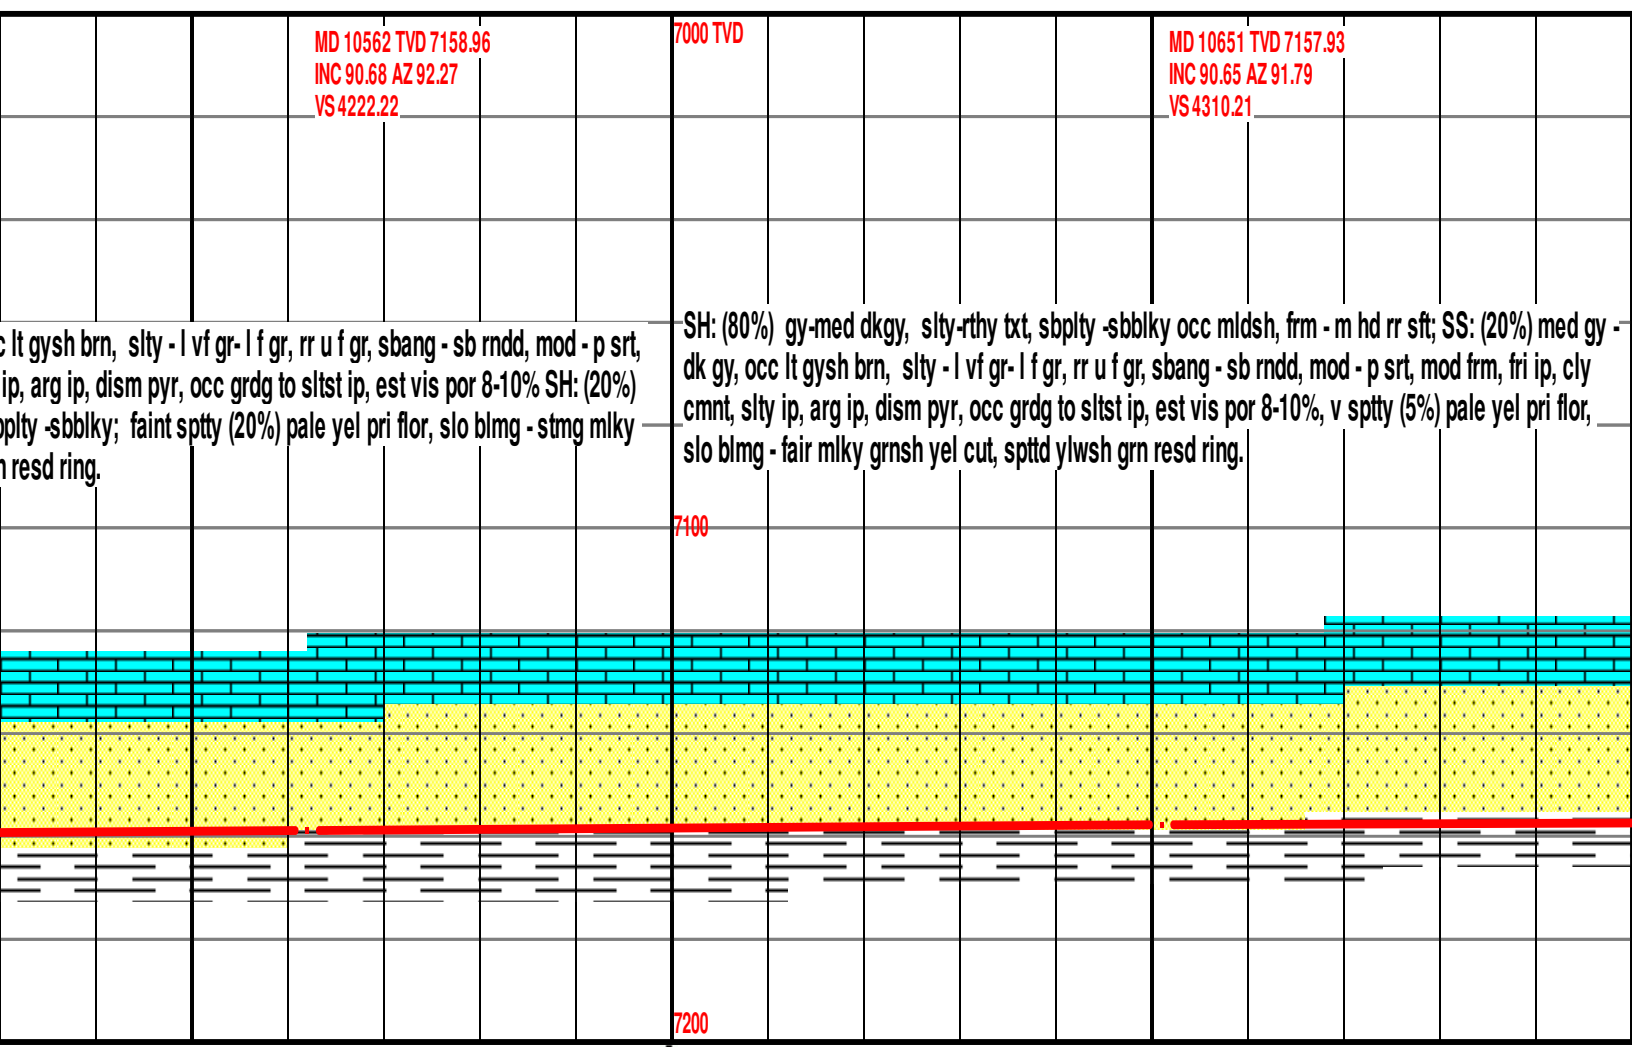 MD 10562 TVD 7158.96
INC 90.68 AZ 92.27
VS 4222.22
7000 TVD
MD 10651 TVD 7157.93
INC 90.65 AZ 91.79
VS 4310.21
lt gysh brn, slty - l vf gr- l f gr, rr u f gr, sbang - sb rndd, mod - p srt,
ip, arg ip, dism pyr, occ grdg to sltst ip, est vis por 8-10% SH: (20%)
-sbblky; faint sptty (20%) pale yel pri flor, slo blmg - stmg mlky
resd ring.
SH: (80%) gy-med dkgy, slty-rthy txt, sbplty -sbblky occ mldsh, frm - m hd rr sft; SS: (20%) med gy -
dk gy, occ lt gysh brn, slty - l vf gr- l f gr, rr u f gr, sbang - sb rndd, mod - p srt, mod frm, fri ip, cly
cmnt, slty ip, arg ip, dism pyr, occ grdg to sltst ip, est vis por 8-10%, v sptty (5%) pale yel pri flor,
slo blmg - fair mlky grnsh yel cut, spttd ylwsh grn resd ring.
7100
7200